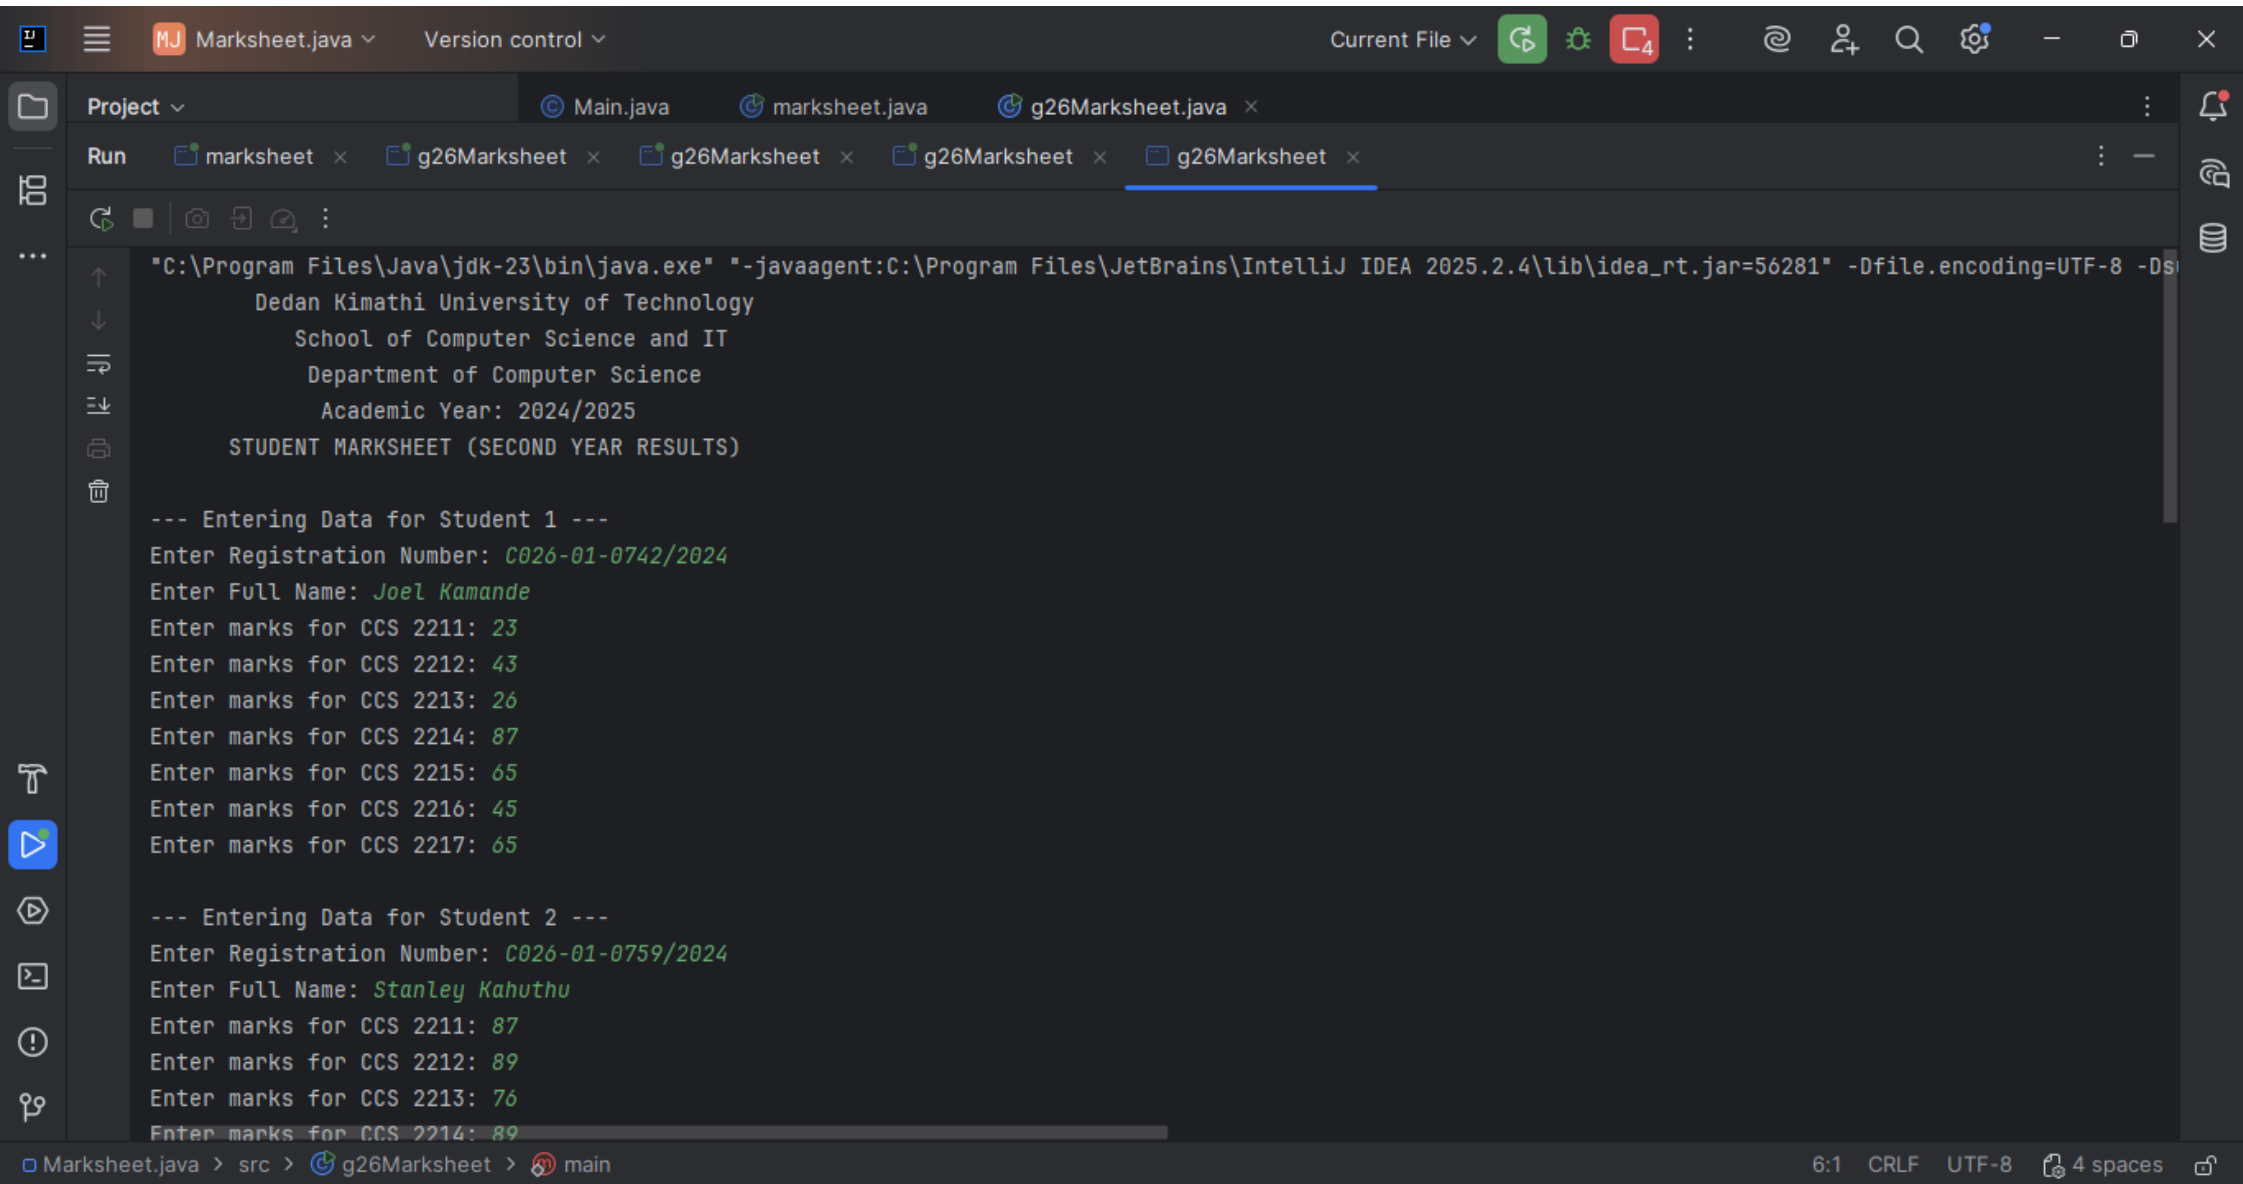 MJ Marksheet.java Version control Current File 4
Project Main.java marksheet.java g26Marksheet.java
Run marksheet g26Marksheet g26Marksheet g26Marksheet g26Marksheet
"C:\Program Files\Java\jdk-23\bin\java.exe" "-javaagent:C:\Program Files\JetBrains\IntelliJ IDEA 2025.2.4\lib\idea_rt.jar=56281" -Dfile.encoding=UTF-8 -Dsu
Dedan Kimathi University of Technology
School of Computer Science and IT
Department of Computer Science
Academic Year: 2024/2025
STUDENT MARKSHEET (SECOND YEAR RESULTS)
--- Entering Data for Student 1 ---
Enter Registration Number: C026-01-0742/2024
Enter Full Name: Joel Kamande
Enter marks for CCS 2211: 23
Enter marks for CCS 2212: 43
Enter marks for CCS 2213: 26
Enter marks for CCS 2214: 87
Enter marks for CCS 2215: 65
Enter marks for CCS 2216: 45
Enter marks for CCS 2217: 65
--- Entering Data for Student 2 ---
Enter Registration Number: C026-01-0759/2024
Enter Full Name: Stanley Kahuthu
Enter marks for CCS 2211: 87
Enter marks for CCS 2212: 89
Enter marks for CCS 2213: 76
Enter marks for CCS 2214: 89
Marksheet.java > src > g26Marksheet > main 6:1 CRLF UTF-8 4 spaces